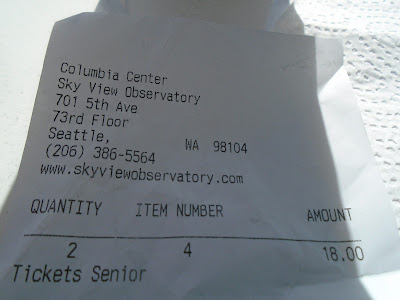 Columbia Center
Sky View Observatory
701 5th Ave
73rd Floor
Seattle, WA 98104
(206) 386-5564
www.skyviewobservatory.com
QUANTITY ITEM NUMBER AMOUNT
2 4 18.00
Tickets Senior